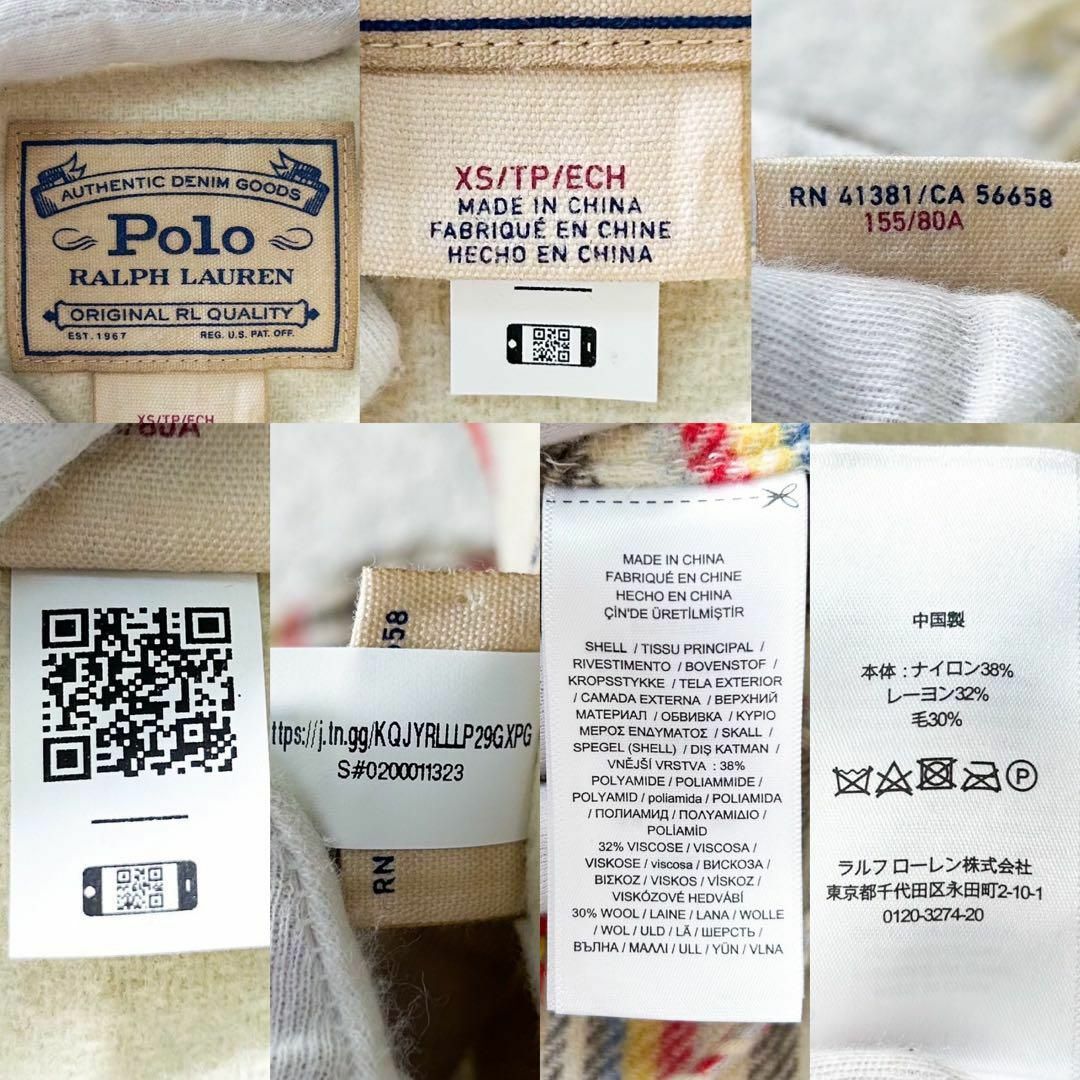 AUTHENTIC DENIM GOODS
Polo
RALPH LAUREN
ORIGINAL RL QUALITY
EST. 1967 REG. U.S. PAT. OFF.
XS/TP/ECH
XS/TP/ECH
MADE IN CHINA
FABRIQUÉ EN CHINE
HECHO EN CHINA
RN 41381/CA 56658
155/80A
/80A
658
ttps://j.tn.gg/KQJYRLLLP29GXPG
S#0200011323
RN
MADE IN CHINA
FABRIQUÉ EN CHINE
HECHO EN CHINA
ÇİN'DE ÜRETİLMİŞTİR
SHELL / TISSU PRINCIPAL /
RIVESTIMENTO / BOVENSTOF /
KROPSSTYKKE / TELA EXTERIOR
/ CAMADA EXTERNA / ВЕРХНИЙ
МАТЕРИАЛ / ОБВИВКА / ΚΥΡΙΟ
ΜΕΡΟΣ ΕΝΔΥΜΑΤΟΣ / SKALL /
SPEGEL (SHELL) / DIŞ KATMAN /
VNĚJŠÍ VRSTVA : 38%
POLYAMIDE / POLIAMMIDE /
POLYAMID / poliamida / POLIAMIDA
/ ПОЛИАМИД / ΠΟΛΥΑΜΙΔΙΟ /
POLİAMİD
32% VISCOSE / VISCOSA /
VISKOSE / viscosa / ВИСКОЗА /
ΒΙΣΚΟΖ / VISKOS / VİSKOZ /
VISKÓZOVÉ HEDVÁBÍ
30% WOOL / LAINE / LANA / WOLLE
/ WOL / ULD / LÃ / ШЕРСТЬ /
ВЪЛНА / ΜΑΛΛΙ / ULL / YÜN / VLNA
中国製
本体 : ナイロン38%
レーヨン32%
毛30%
P
ラルフ ローレン株式会社
東京都千代田区永田町2-10-1
0120-3274-20